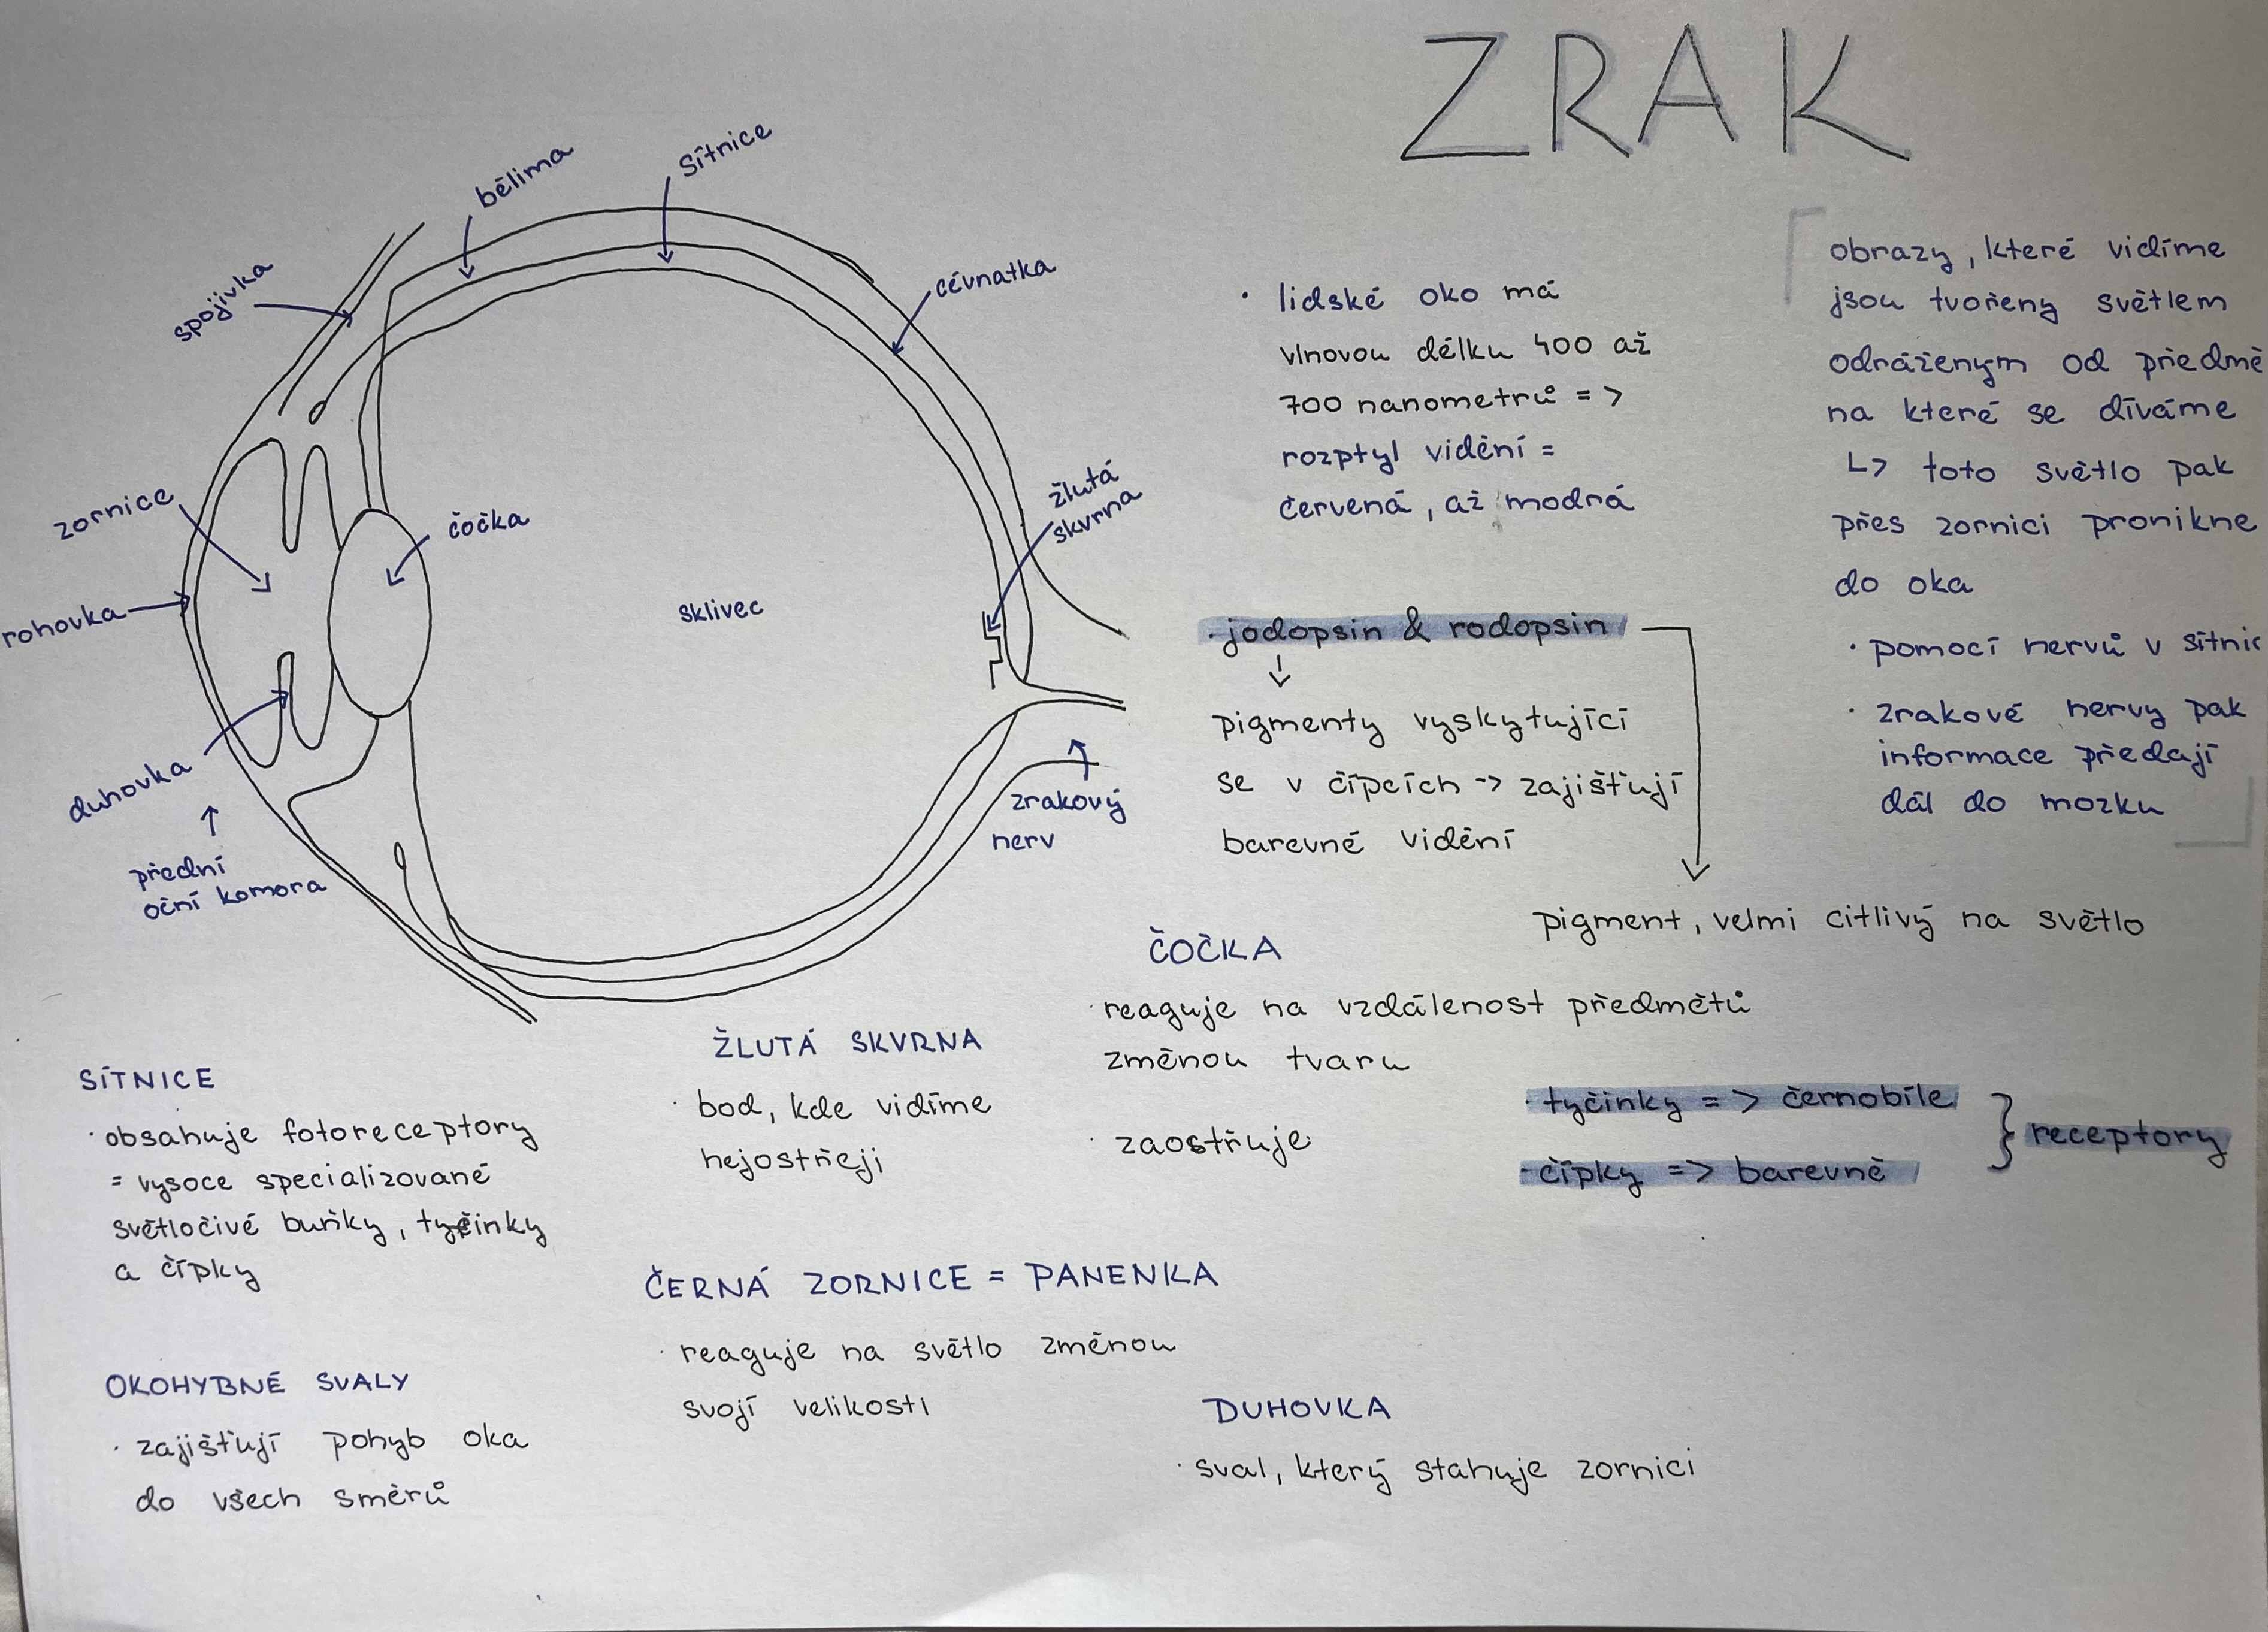 ZRAK
bělima
sítnice
spojivka
cévnatka
zornice
čočka
žlutá
skvrna
rohovka
sklivec
duhovka
zrakový
nerv
přední
oční komora
· lidské oko má
vlnovou délku 400 až
700 nanometrů =>
rozptyl vidění =
červená, až modrá
obrazy, které vidíme
jsou tvořeny světlem
odráženym od předmě
na které se díváme
↳ toto světlo pak
přes zornici pronikne
do oka
· pomocí nervů v sítnic
· zrakové nervy pak
informace předají
dál do mozku
· jodopsin & rodopsin
pigmenty vyskytující
se v čípcích -> zajišťují
barevné vidění
pigment, velmi citlivý na světlo
ČOČKA
· reaguje na vzdálenost předmětů
změnou tvaru
· zaostřuje
ŽLUTÁ SKVRNA
· bod, kde vidíme
nejostřeji
SÍTNICE
· obsahuje fotoreceptory
= vysoce specializované
světločivé buňky, tyčinky
a čípky
· tyčinky => černobíle
· čípky => barevně
} receptory
ČERNÁ ZORNICE = PANENKA
· reaguje na světlo změnou
svojí velikosti
OKOHYBNÉ SVALY
· zajišťují pohyb oka
do všech směrů
DUHOVKA
· sval, který stahuje zornici